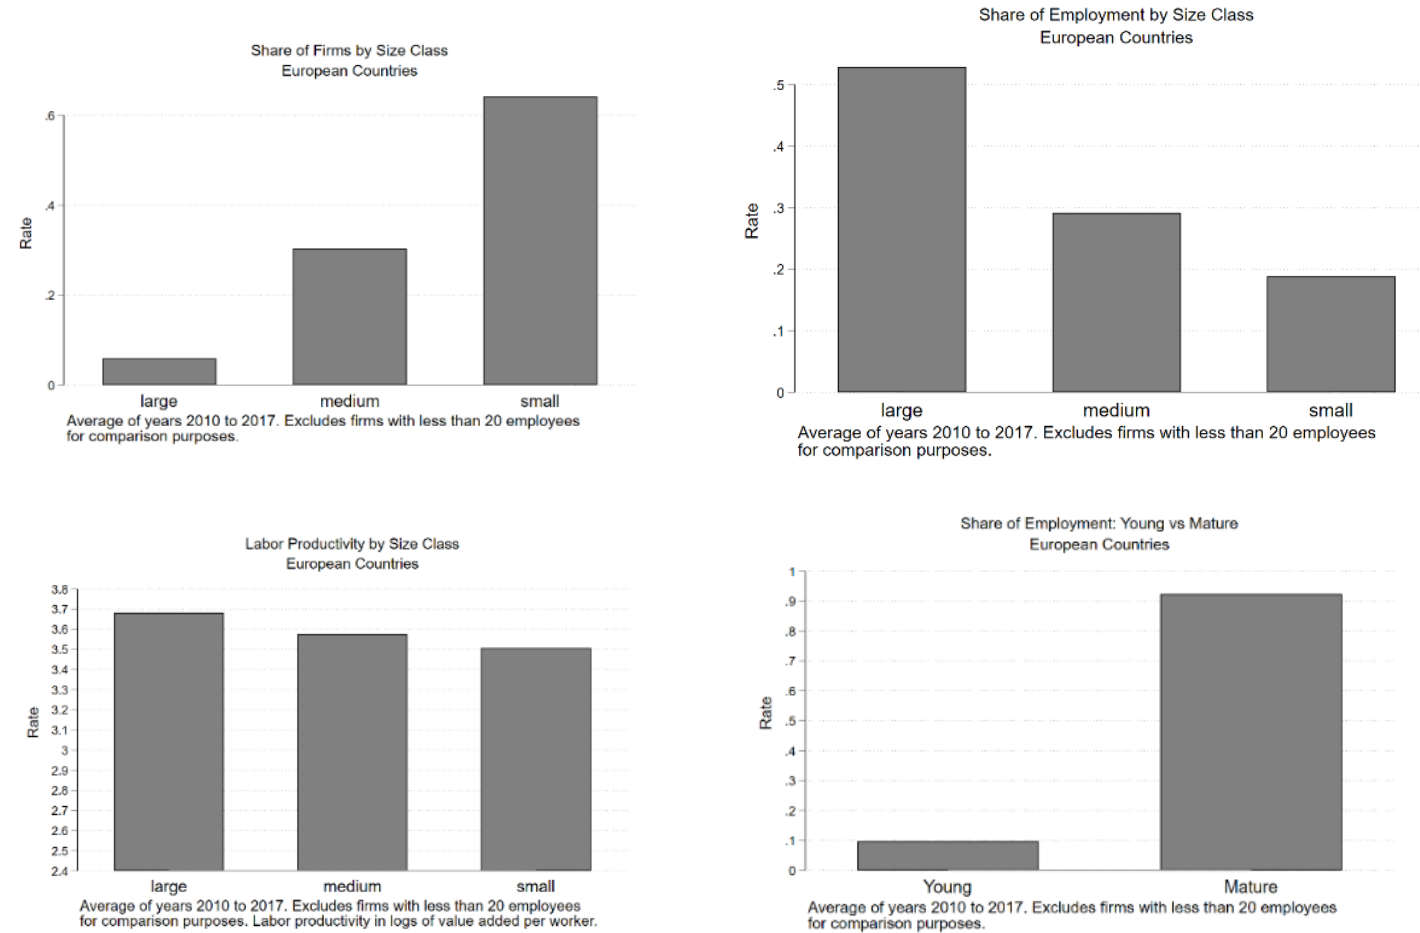 Share of Firms by Size Class
European Countries
Rate
.6
.4
.2
0
large medium small
Average of years 2010 to 2017. Excludes firms with less than 20 employees
for comparison purposes.
Share of Employment by Size Class
European Countries
Rate
.5
.4
.3
.2
.1
0
large medium small
Average of years 2010 to 2017. Excludes firms with less than 20 employees
for comparison purposes.
Labor Productivity by Size Class
European Countries
Rate
3.8
3.7
3.6
3.5
3.4
3.3
3.2
3.1
3
2.9
2.8
2.7
2.6
2.5
2.4
large medium small
Average of years 2010 to 2017. Excludes firms with less than 20 employees
for comparison purposes. Labor productivity in logs of value added per worker.
Share of Employment: Young vs Mature
European Countries
Rate
1
.9
.8
.7
.6
.5
.4
.3
.2
.1
0
Young Mature
Average of years 2010 to 2017. Excludes firms with less than 20 employees
for comparison purposes.